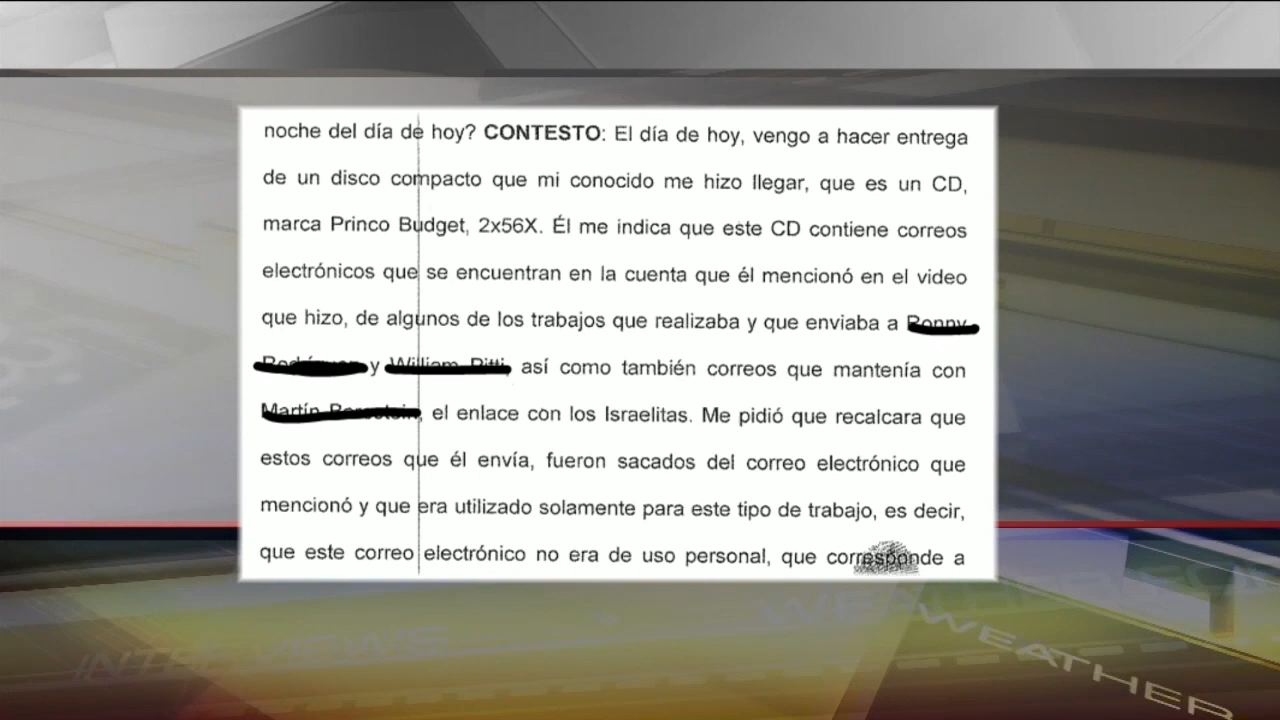 noche del día de hoy? CONTESTO: El día de hoy, vengo a hacer entrega
de un disco compacto que mi conocido me hizo llegar, que es un CD,
marca Princo Budget, 2x56X. Él me indica que este CD contiene correos
electrónicos que se encuentran en la cuenta que él mencionó en el video
que hizo, de algunos de los trabajos que realizaba y que enviaba a
y así como también correos que mantenía con
, el enlace con los Israelitas. Me pidió que recalcara que
estos correos que él envía, fueron sacados del correo electrónico que
mencionó y que era utilizado solamente para este tipo de trabajo, es decir,
que este correo electrónico no era de uso personal, que corresponde a
INTERVIEWS
WEATHER
WEATHER